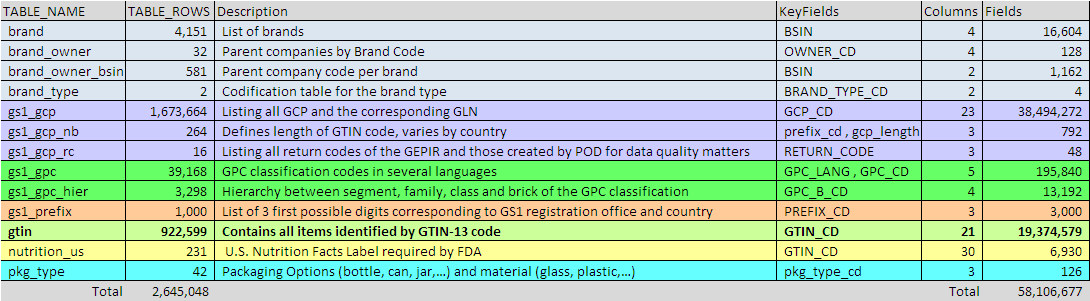 TABLE_NAME TABLE_ROWS Description KeyFields Columns Fields
brand 4,151 List of brands BSIN 4 16,604
brand_owner 32 Parent companies by Brand Code OWNER_CD 4 128
brand_owner_bsin 581 Parent company code per brand BSIN 2 1,162
brand_type 2 Codification table for the brand type BRAND_TYPE_CD 2 4
gs1_gcp 1,673,664 Listing all GCP and the corresponding GLN GCP_CD 23 38,494,272
gs1_gcp_nb 264 Defines length of GTIN code, varies by country prefix_cd , gcp_length 3 792
gs1_gcp_rc 16 Listing all return codes of the GEPIR and those created by POD for data quality matters RETURN_CODE 3 48
gs1_gpc 39,168 GPC classification codes in several languages GPC_LANG , GPC_CD 5 195,840
gs1_gpc_hier 3,298 Hierarchy between segment, family, class and brick of the GPC classification GPC_B_CD 4 13,192
gs1_prefix 1,000 List of 3 first possible digits corresponding to GS1 registration office and country PREFIX_CD 3 3,000
gtin 922,599 Contains all items identified by GTIN-13 code GTIN_CD 21 19,374,579
nutrition_us 231 U.S. Nutrition Facts Label required by FDA GTIN_CD 30 6,930
pkg_type 42 Packaging Options (bottle, can, jar,…) and material (glass, plastic,…) pkg_type_cd 3 126
Total 2,645,048 Total 58,106,677